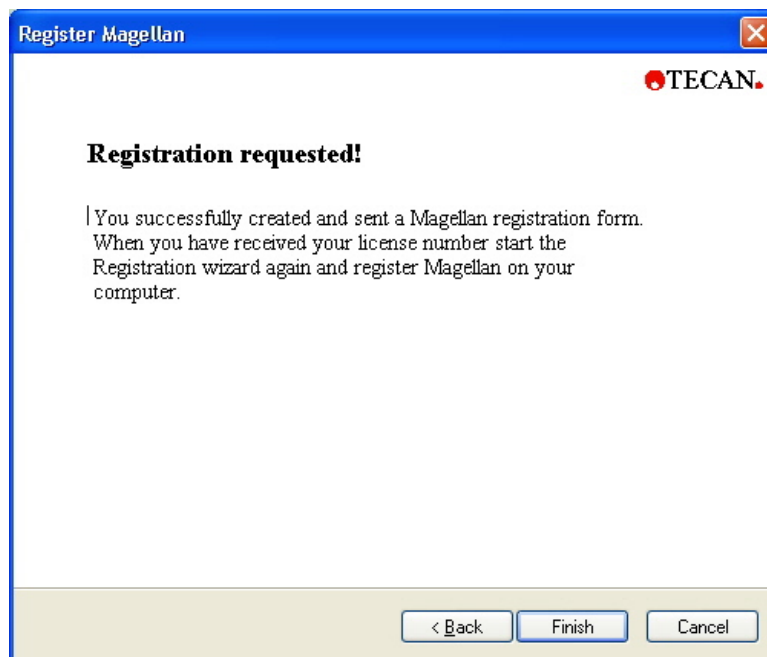 Register Magellan
TECAN.
Registration requested!
You successfully created and sent a Magellan registration form.
When you have received your license number start the
Registration wizard again and register Magellan on your
computer.
< Back
Finish
Cancel